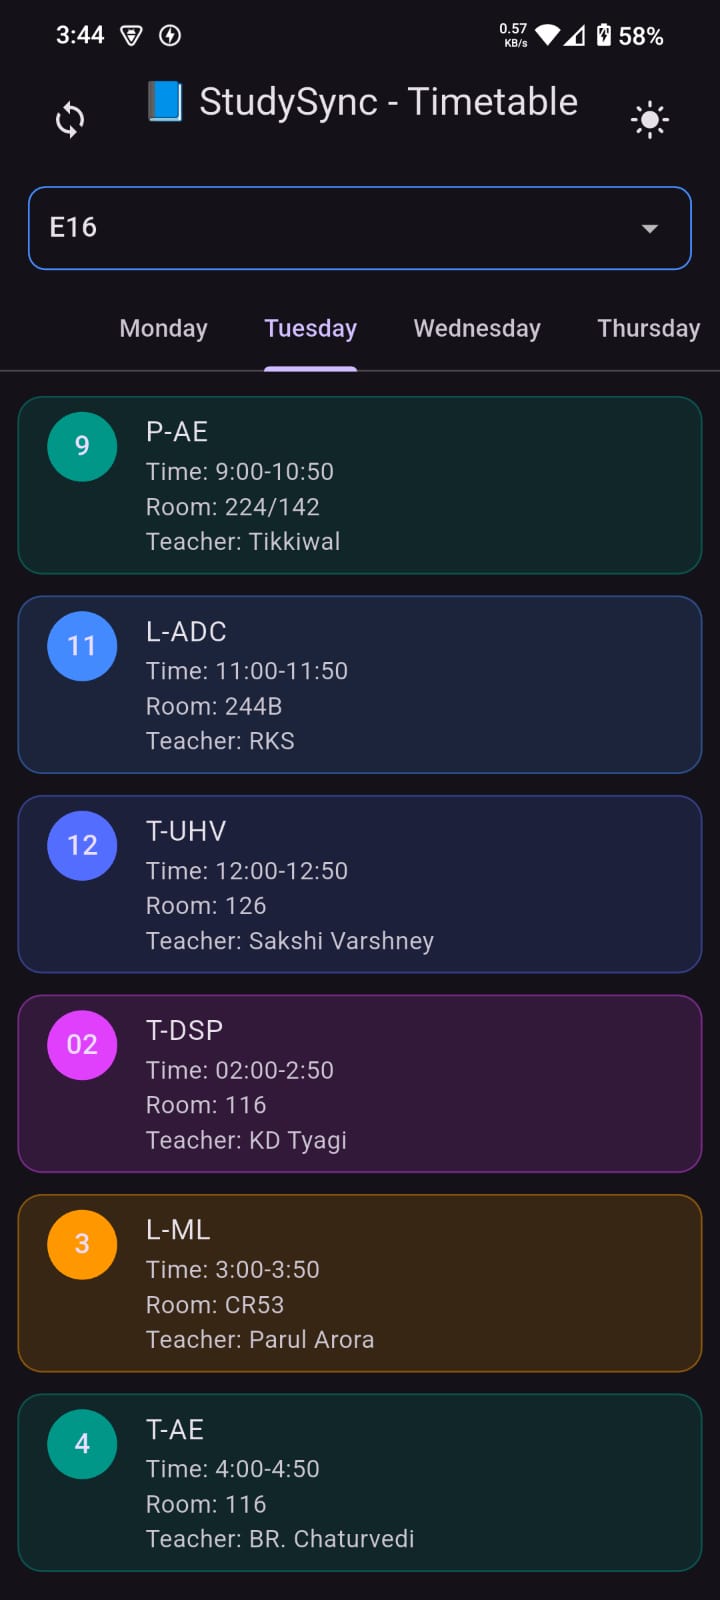 3:44
0.57
KB/s
58%
StudySync - Timetable
E16
Monday Tuesday Wednesday Thursday
9
P-AE
Time: 9:00-10:50
Room: 224/142
Teacher: Tikkiwal
11
L-ADC
Time: 11:00-11:50
Room: 244B
Teacher: RKS
12
T-UHV
Time: 12:00-12:50
Room: 126
Teacher: Sakshi Varshney
02
T-DSP
Time: 02:00-2:50
Room: 116
Teacher: KD Tyagi
3
L-ML
Time: 3:00-3:50
Room: CR53
Teacher: Parul Arora
4
T-AE
Time: 4:00-4:50
Room: 116
Teacher: BR. Chaturvedi